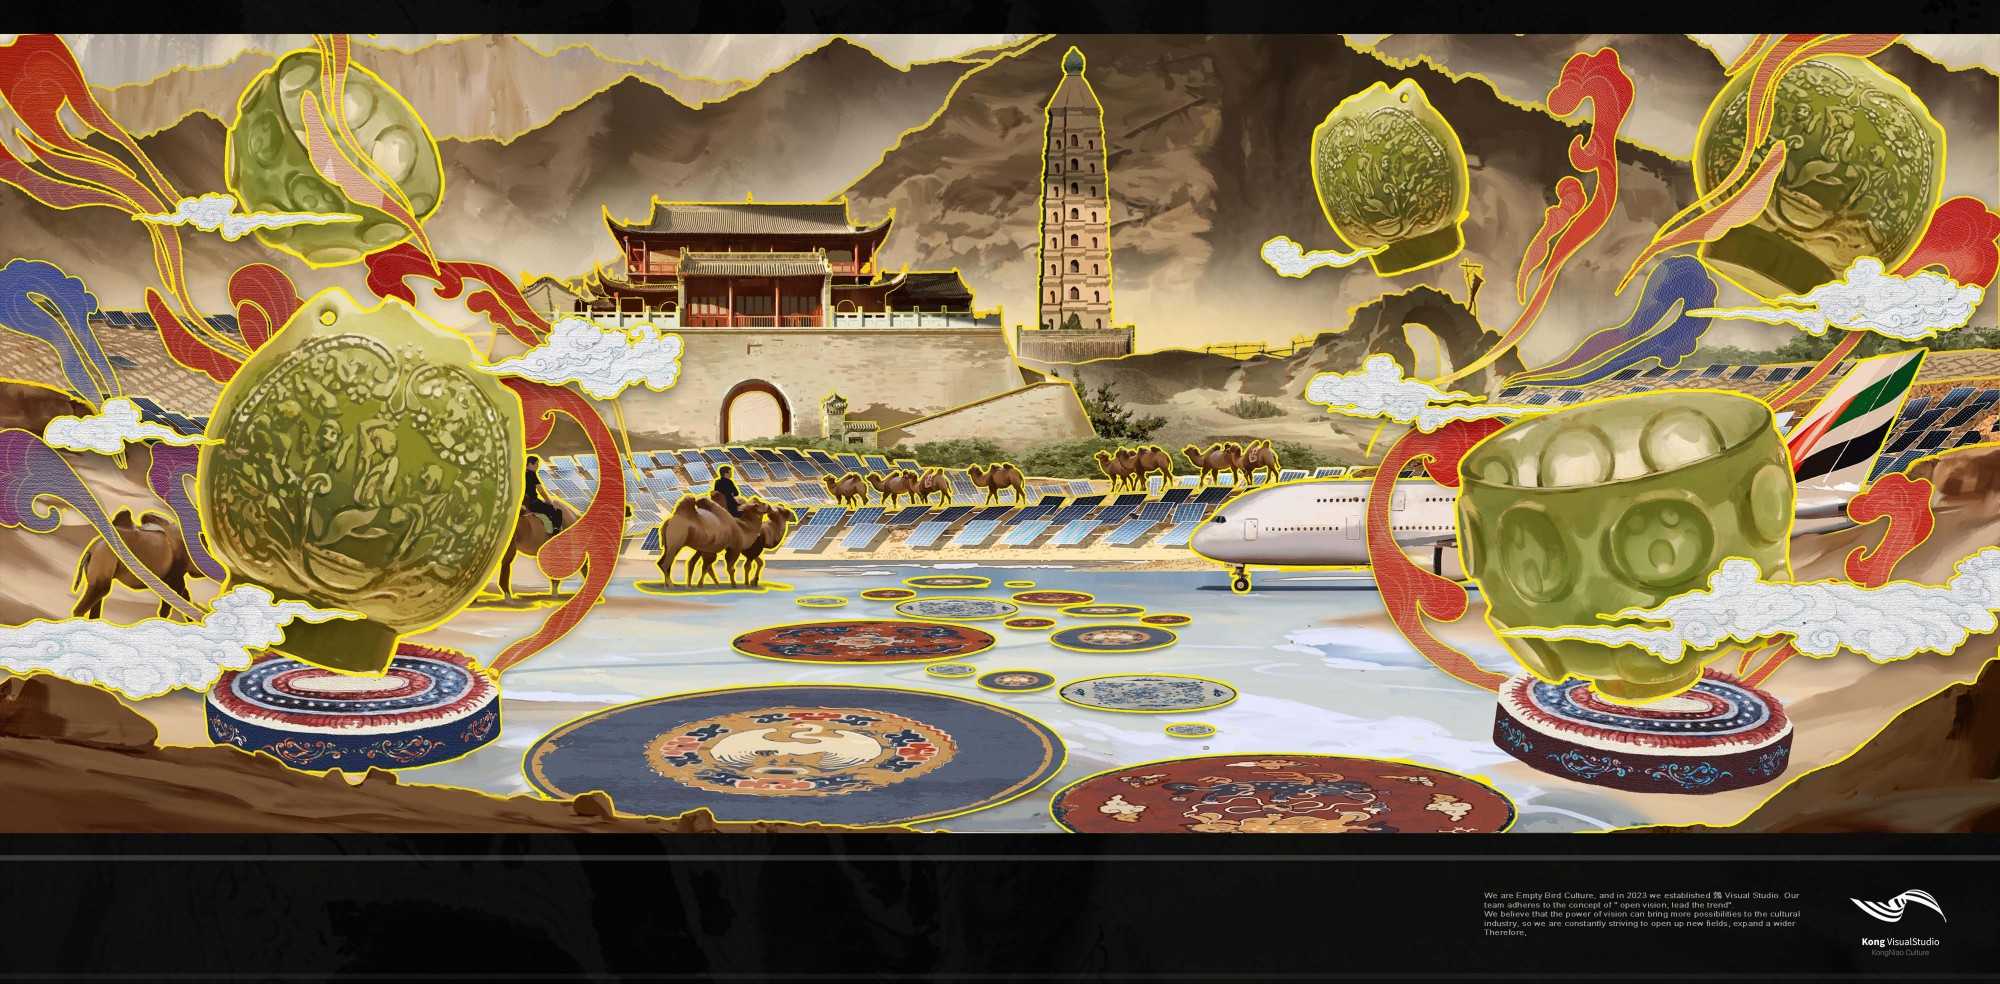 We are Empty Bird Culture, and in 2023 we established 鵼 Visual Studio. Our
team adheres to the concept of " open vision, lead the trend".
We believe that the power of vision can bring more possibilities to the cultural
industry, so we are constantly striving to open up new fields, expand a wider
Therefore,
Kong VisualStudio
KongNiao Culture